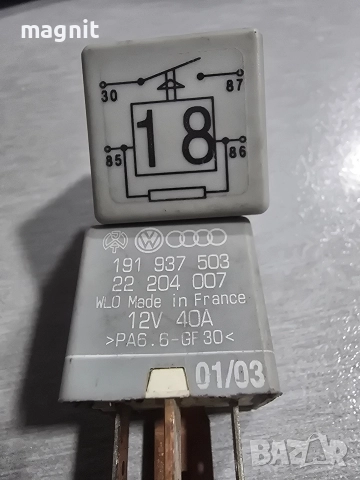 magnit
30 87
18
85 86
191 937 503
22 204 007
WLO Made in France
12V 40A
>PA6.6-GF30<
01/03
BAZAR